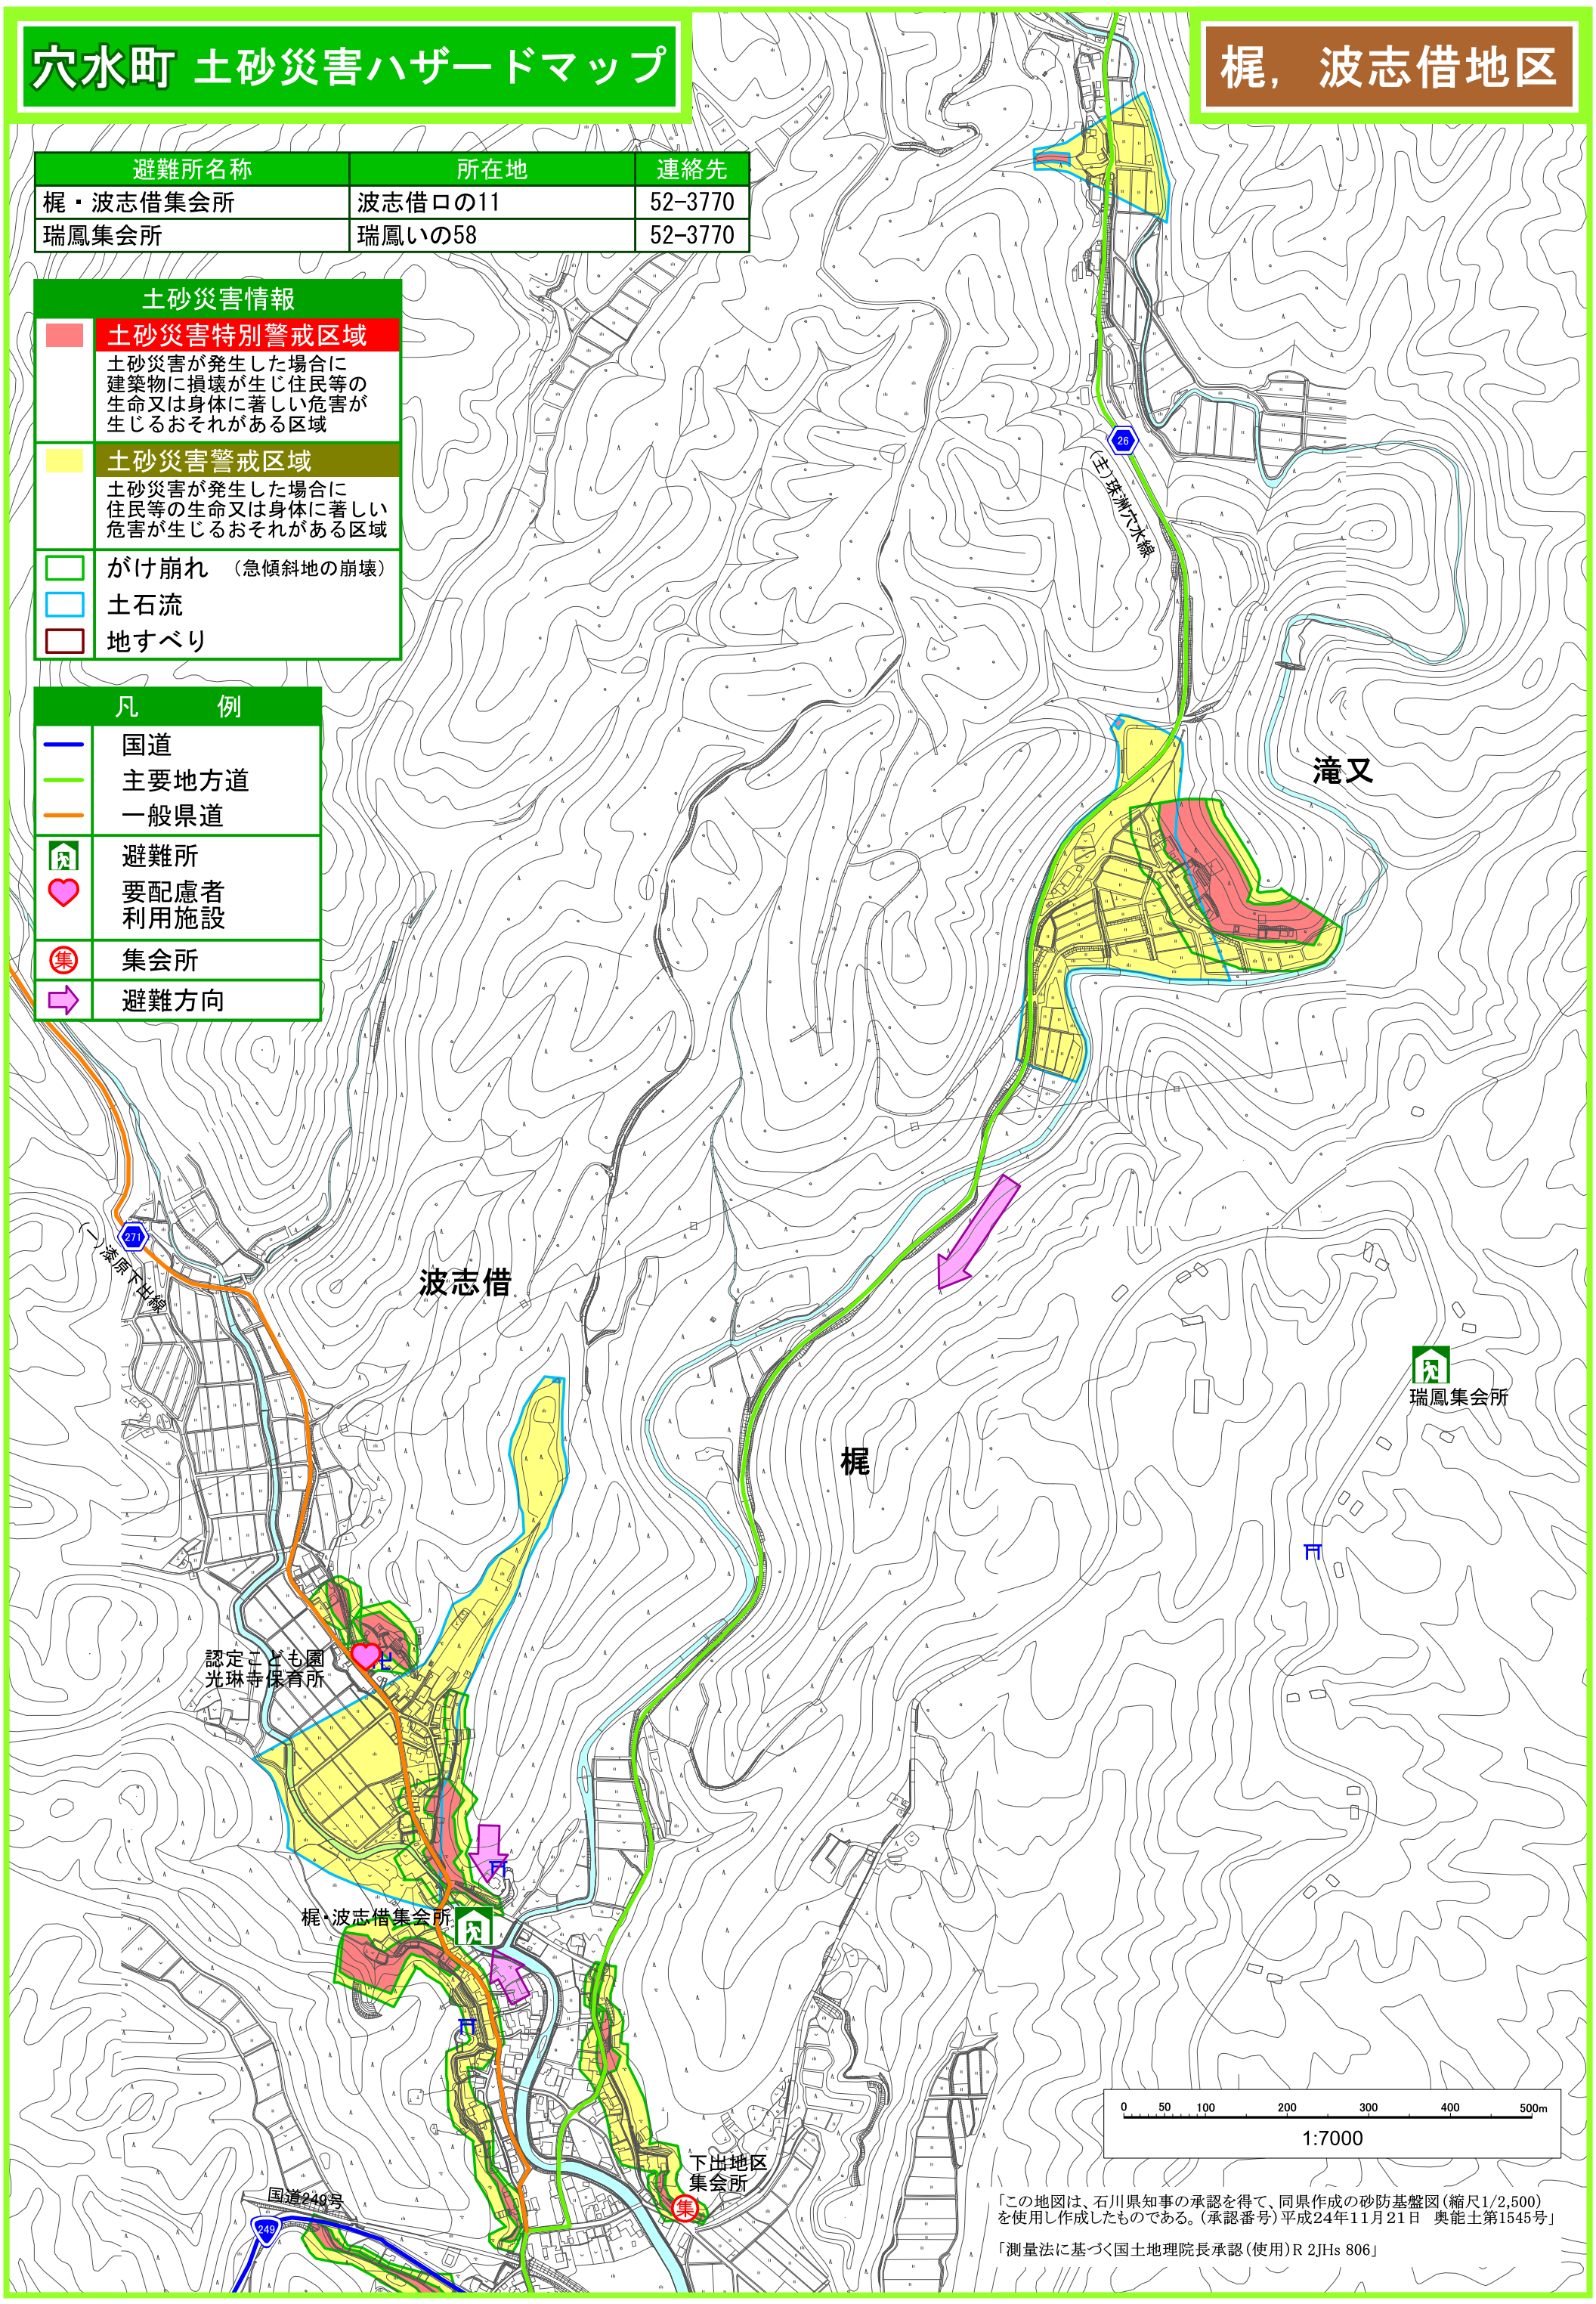 穴水町 土砂災害ハザードマップ
梶，波志借地区
避難所名称 所在地 連絡先
梶・波志借集会所 波志借ロの11 52-3770
瑞鳳集会所 瑞鳳いの58 52-3770
土砂災害情報
土砂災害特別警戒区域
土砂災害が発生した場合に
建築物に損壊が生じ住民等の
生命又は身体に著しい危害が
生じるおそれがある区域
土砂災害警戒区域
土砂災害が発生した場合に
住民等の生命又は身体に著しい
危害が生じるおそれがある区域
がけ崩れ （急傾斜地の崩壊）
土石流
地すべり
凡 例
国道
主要地方道
一般県道
避難所
要配慮者
利用施設
集 集会所
避難方向
26
(主)珠洲穴水線
滝又
271
(一)漆原下出線
波志借
瑞鳳集会所
梶
認定こども園
光琳寺保育所
梶・波志借集会所
下出地区
集会所
集
国道249号
249
0 50 100 200 300 400 500m
1:7000
「この地図は、石川県知事の承認を得て、同県作成の砂防基盤図（縮尺1/2,500）
を使用し作成したものである。（承認番号）平成24年11月21日 奥能土第1545号」
「測量法に基づく国土地理院長承認（使用）R 2JHs 806」